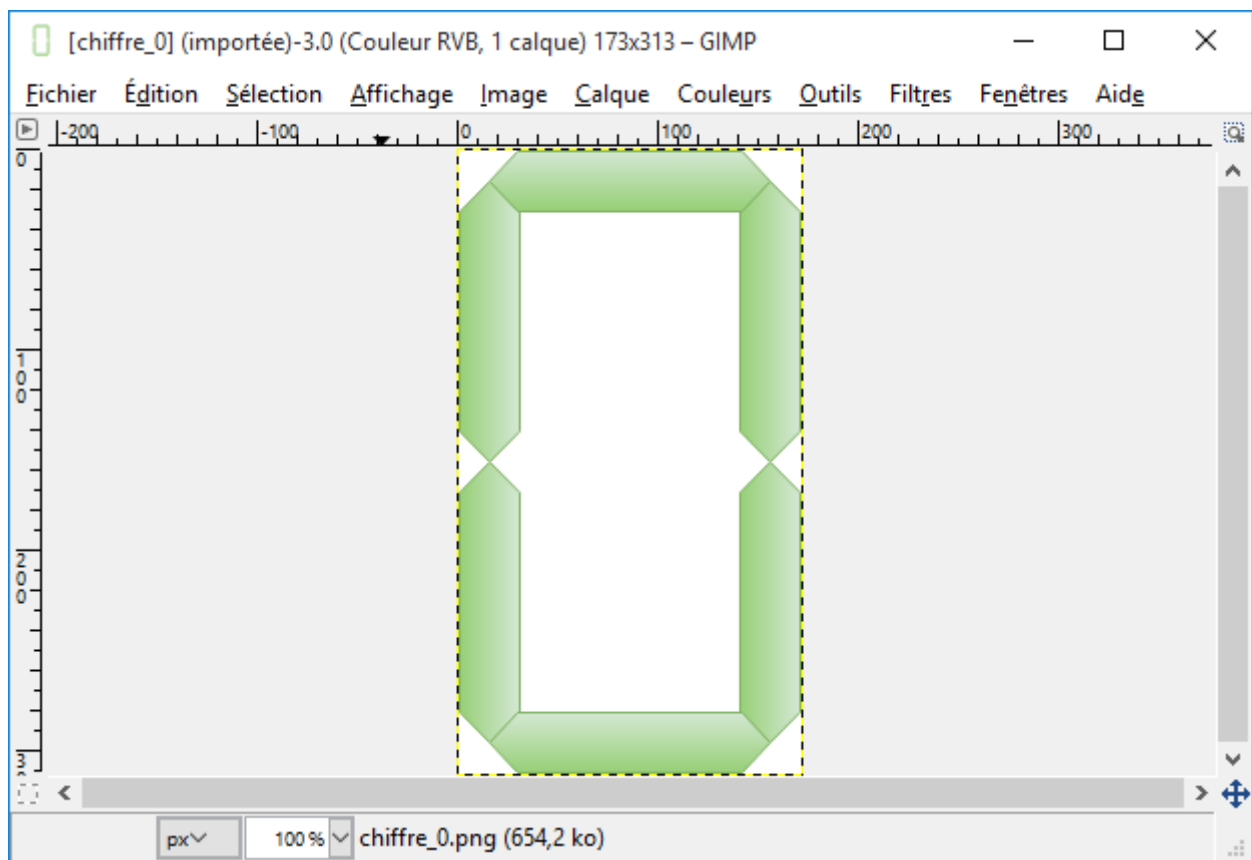 [chiffre_0] (importée)-3.0 (Couleur RVB, 1 calque) 173x313 – GIMP
Fichier Édition Sélection Affichage Image Calque Couleurs Outils Filtres Fenêtres Aide
-200 -100 0 100 200 300
0
100
200
3
px 100 % chiffre_0.png (654,2 ko)